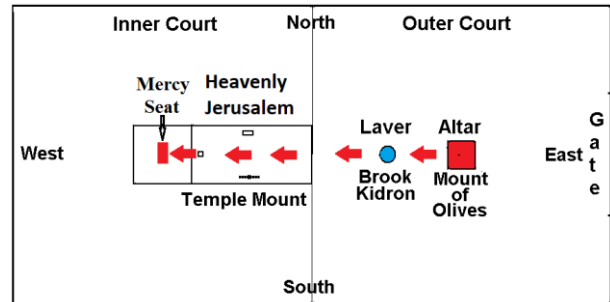 Inner Court
North
Outer Court
Mercy
Seat
Heavenly
Jerusalem
Laver
Altar
West
East
Gate
Brook
Kidron
Mount
of
Olives
Temple Mount
South